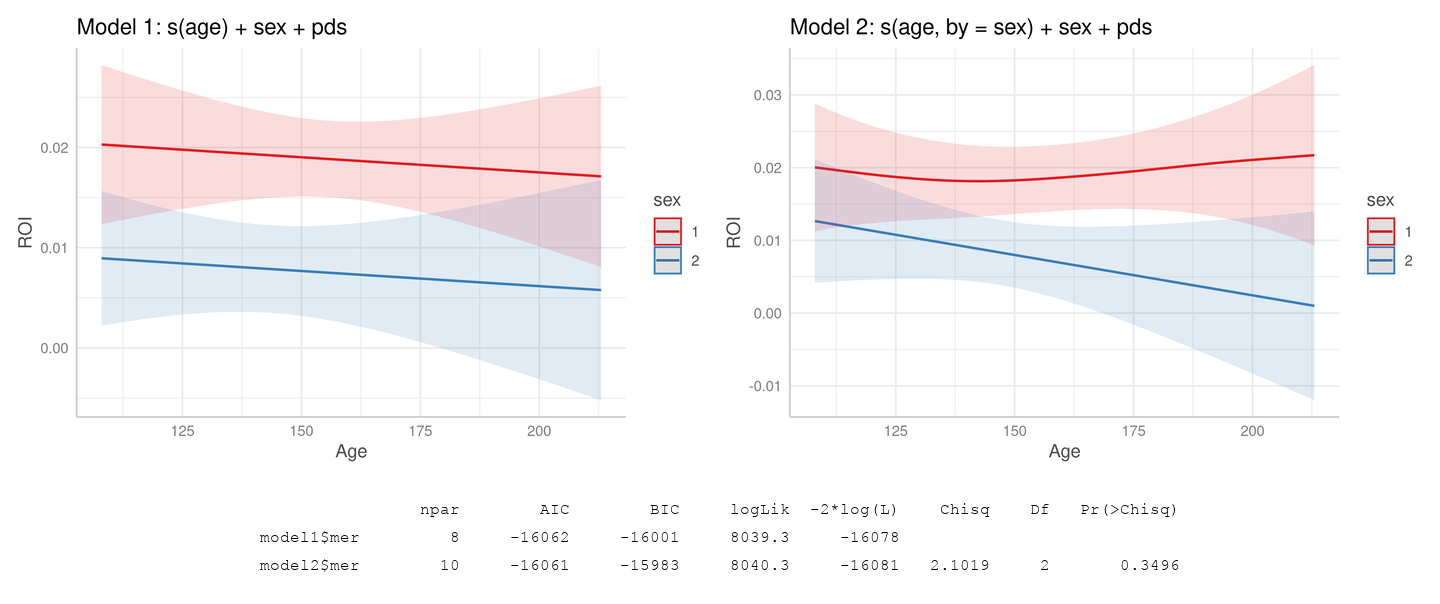 Model 1: s(age) + sex + pds
0.02
0.01
0.00
ROI
125 150 175 200
Age
sex
1
2
Model 2: s(age, by = sex) + sex + pds
0.03
0.02
0.01
0.00
-0.01
ROI
125 150 175 200
Age
sex
1
2
npar AIC BIC logLik -2*log(L) Chisq Df Pr(>Chisq)
model1$mer 8 -16062 -16001 8039.3 -16078
model2$mer 10 -16061 -15983 8040.3 -16081 2.1019 2 0.3496